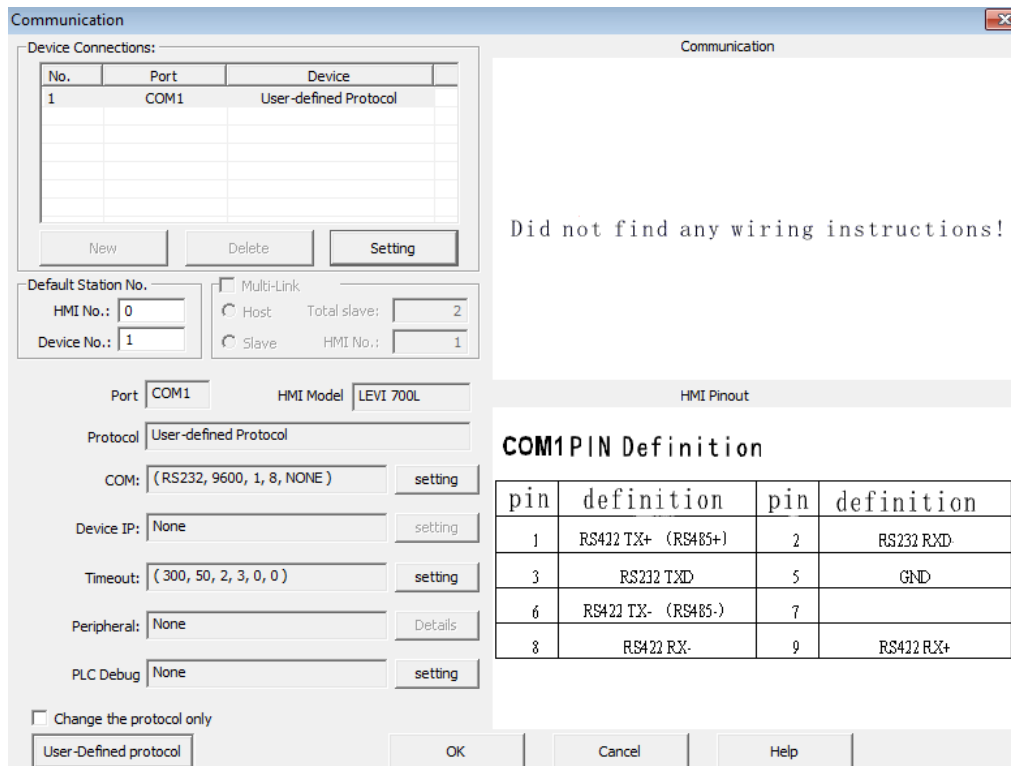 Communication
Device Connections:
No. Port Device
1 COM1 User-defined Protocol
New Delete Setting
Default Station No.
HMI No.: 0
Device No.: 1
Multi-Link
Host Total slave: 2
Slave HMI No.: 1
Port COM1 HMI Model LEVI 700L
Protocol User-defined Protocol
COM: ( RS232, 9600, 1, 8, NONE ) setting
Device IP: None setting
Timeout: ( 300, 50, 2, 3, 0, 0 ) setting
Peripheral: None Details
PLC Debug None setting
Change the protocol only
User-Defined protocol OK Cancel Help
Communication
Did not find any wiring instructions!
HMI Pinout
COM1 PIN Definition
pin definition pin definition
1 RS422 TX+ (RS485+) 2 RS232 RXD
3 RS232 TXD 5 GND
6 RS422 TX- (RS485-) 7
8 RS422 RX- 9 RS422 RX+